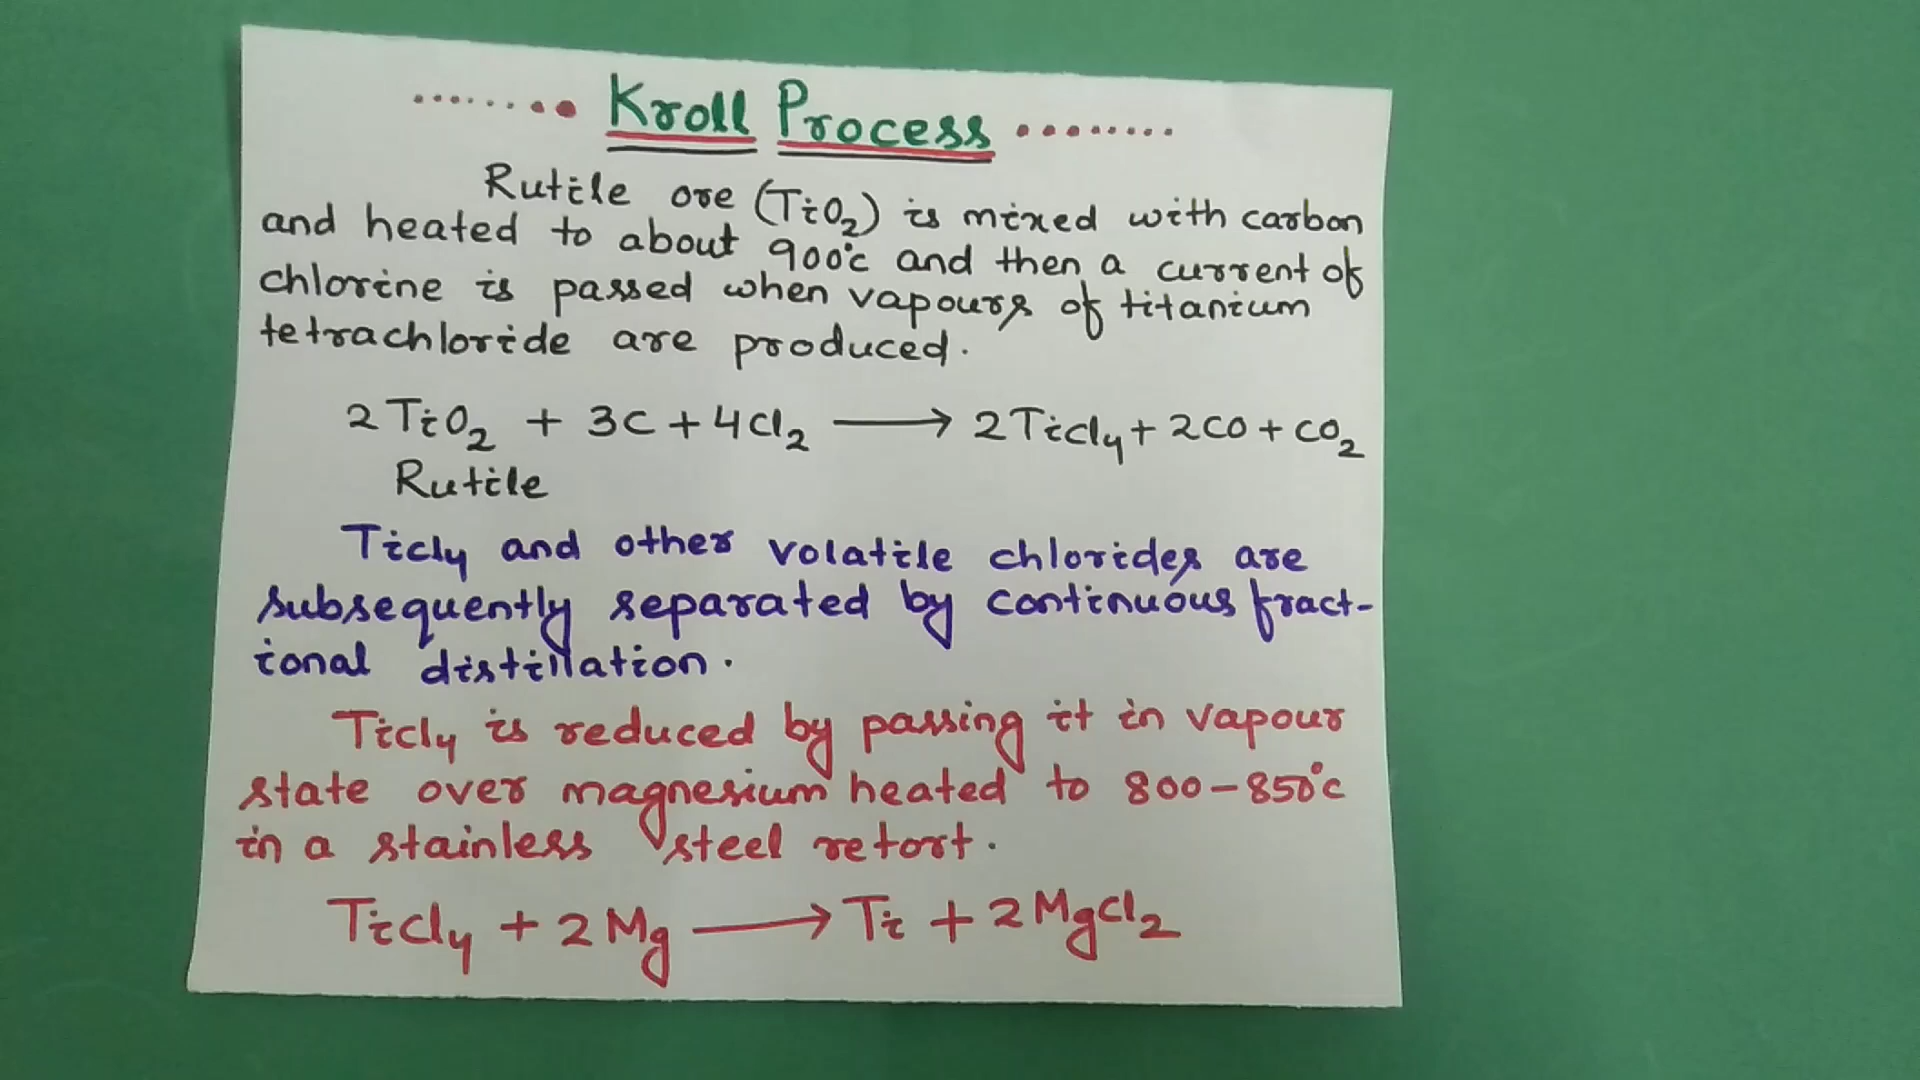 ........ Kroll Process ........
Rutile ore (TiO₂) is mixed with carbon
and heated to about 900°c and then a current of
chlorine is passed when vapours of titanium
tetrachloride are produced.
2TiO₂ + 3C + 4Cl₂ ⟶ 2Ticl₄ + 2CO + CO₂
Rutile
Ticl₄ and other volatile chlorides are
subsequently separated by continuous fract-
ional distillation.
Ticl₄ is reduced by passing it in vapour
state over magnesium heated to 800-850°c
in a stainless steel retort.
TiCl₄ + 2Mg ⟶ Ti + 2MgCl₂